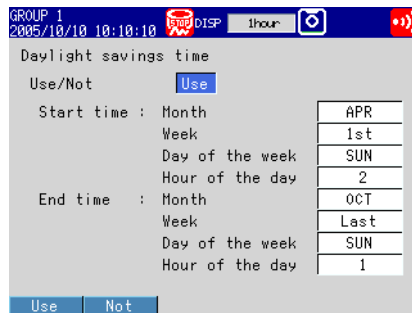 GROUP 1
2005/10/10 10:10:10 STOP DISP 1hour
Daylight savings time
Use/Not Use
Start time : Month APR
Week 1st
Day of the week SUN
Hour of the day 2
End time : Month OCT
Week Last
Day of the week SUN
Hour of the day 1
Use Not